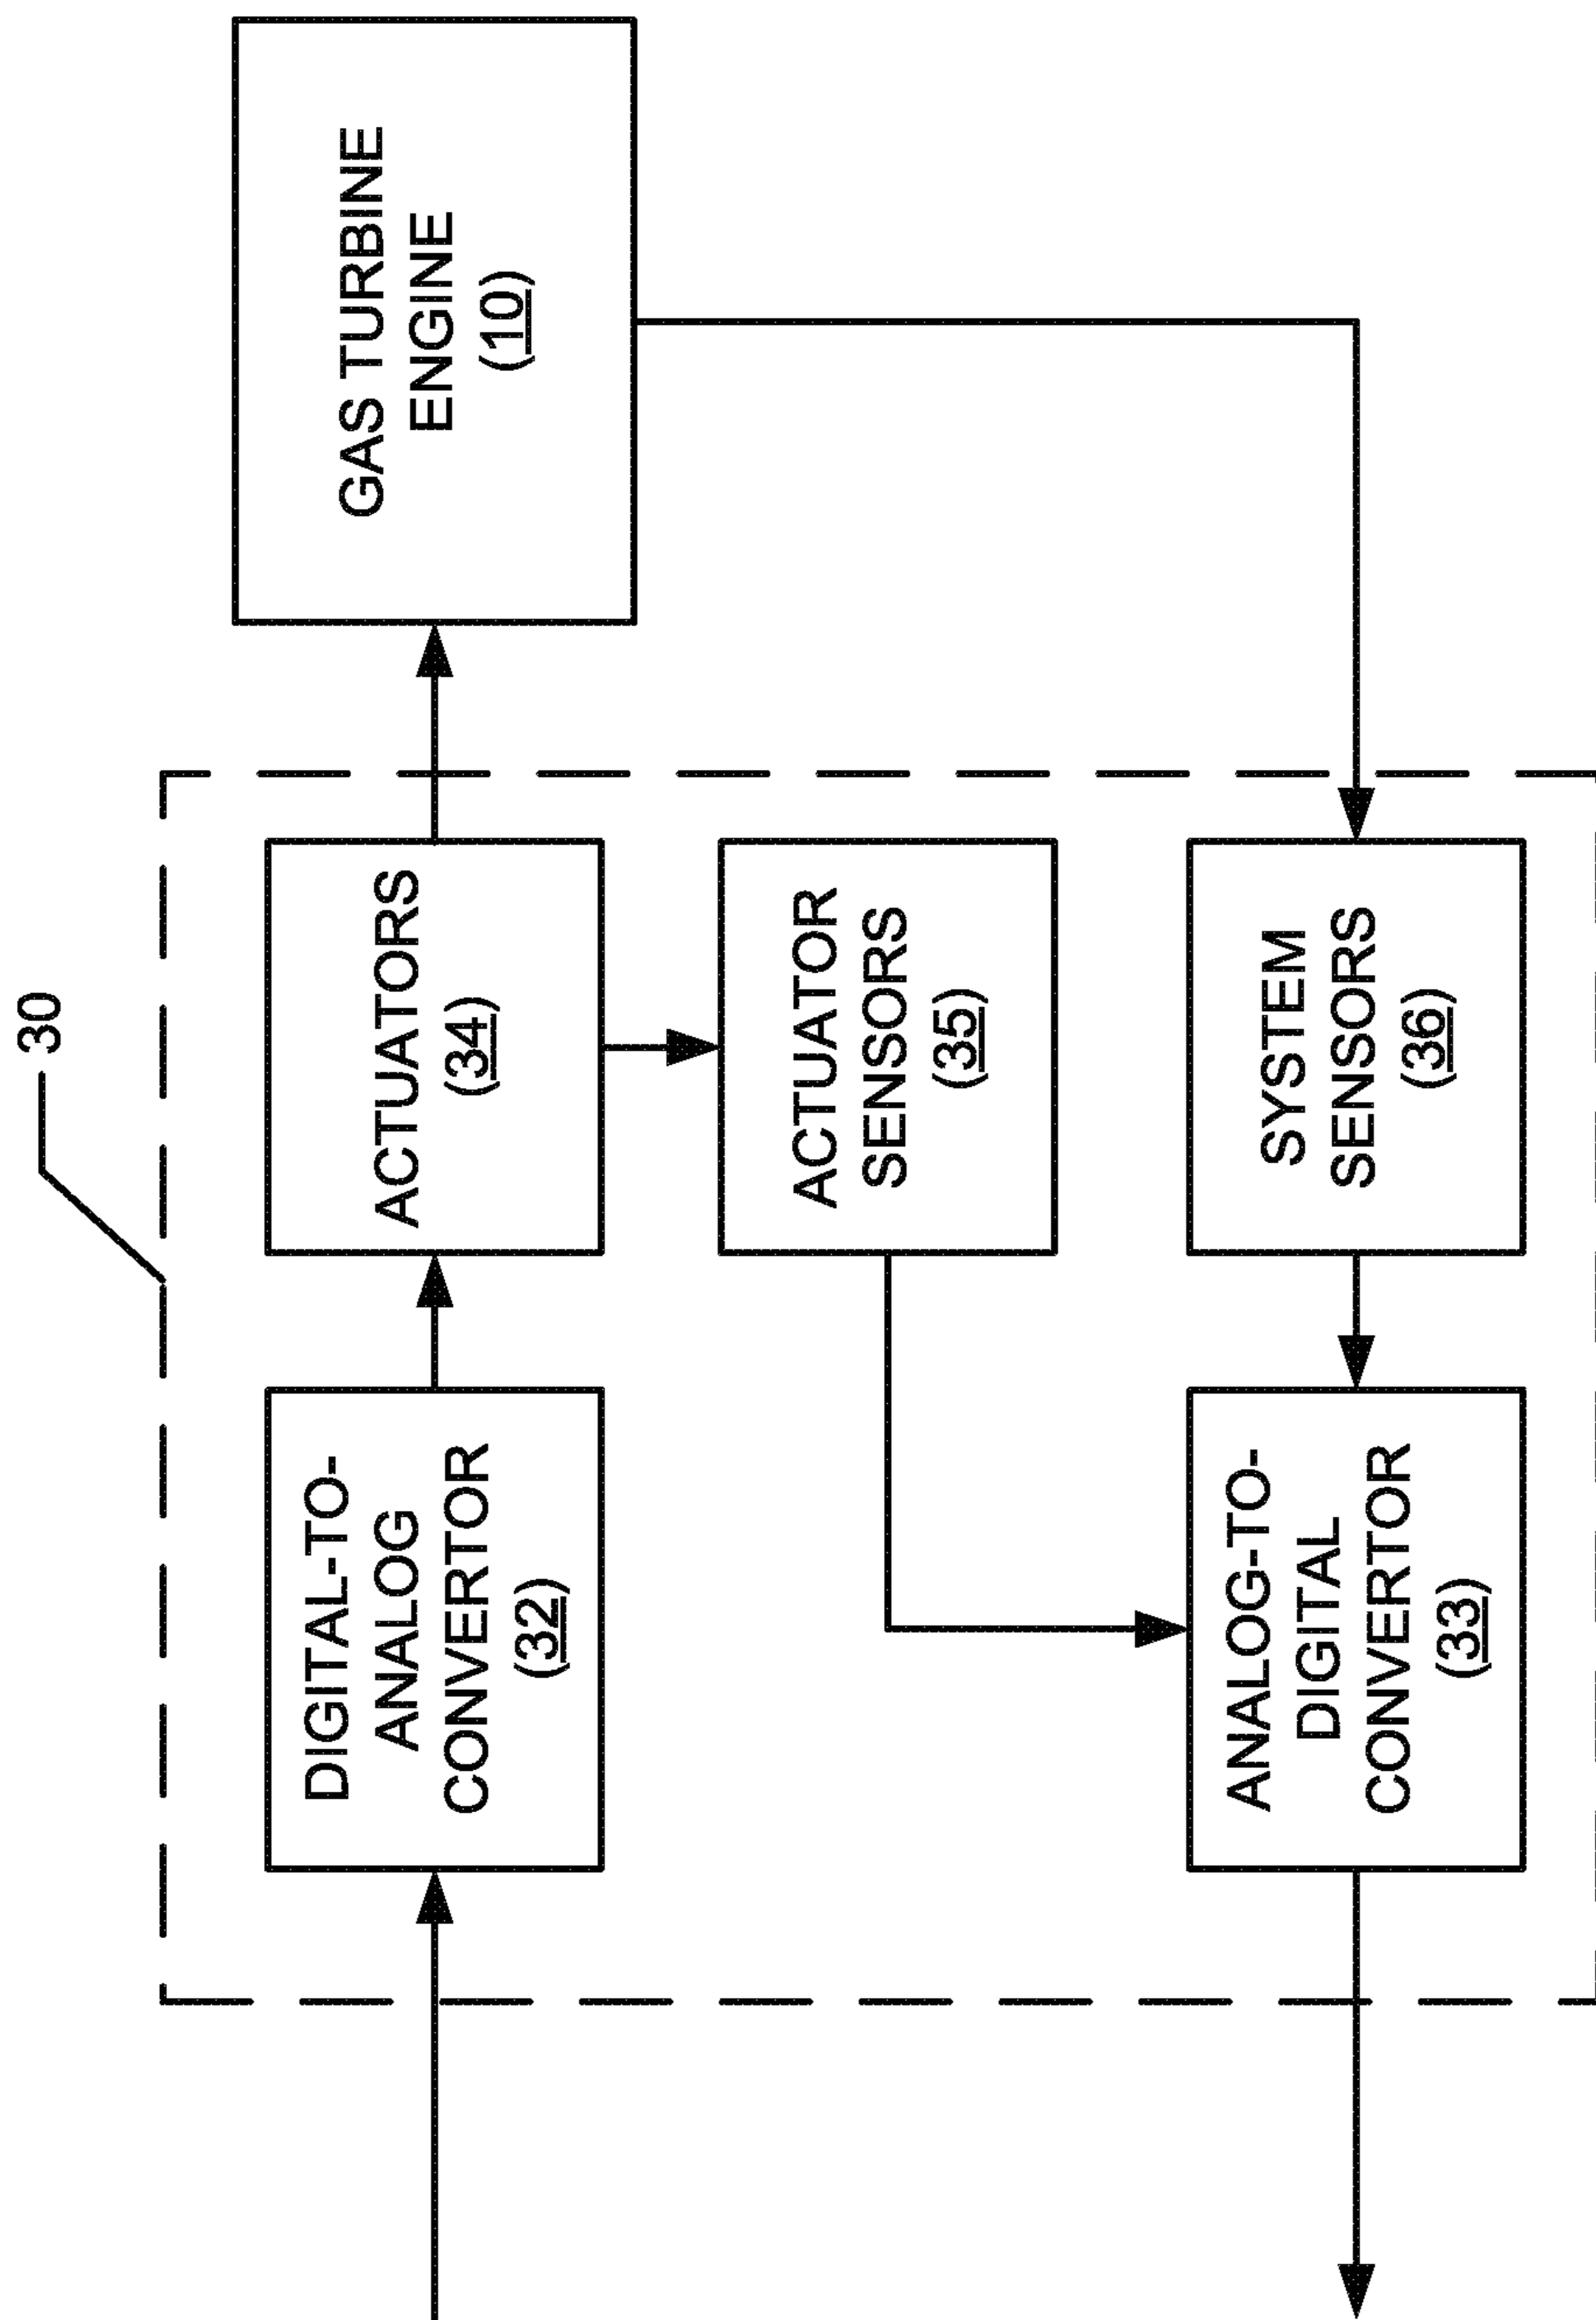 30
DIGITAL-TO-
ANALOG
CONVERTOR
(32)
ACTUATORS
(34)
GAS TURBINE
ENGINE
(10)
ACTUATOR
SENSORS
(35)
ANALOG-TO-
DIGITAL
CONVERTOR
(33)
SYSTEM
SENSORS
(36)